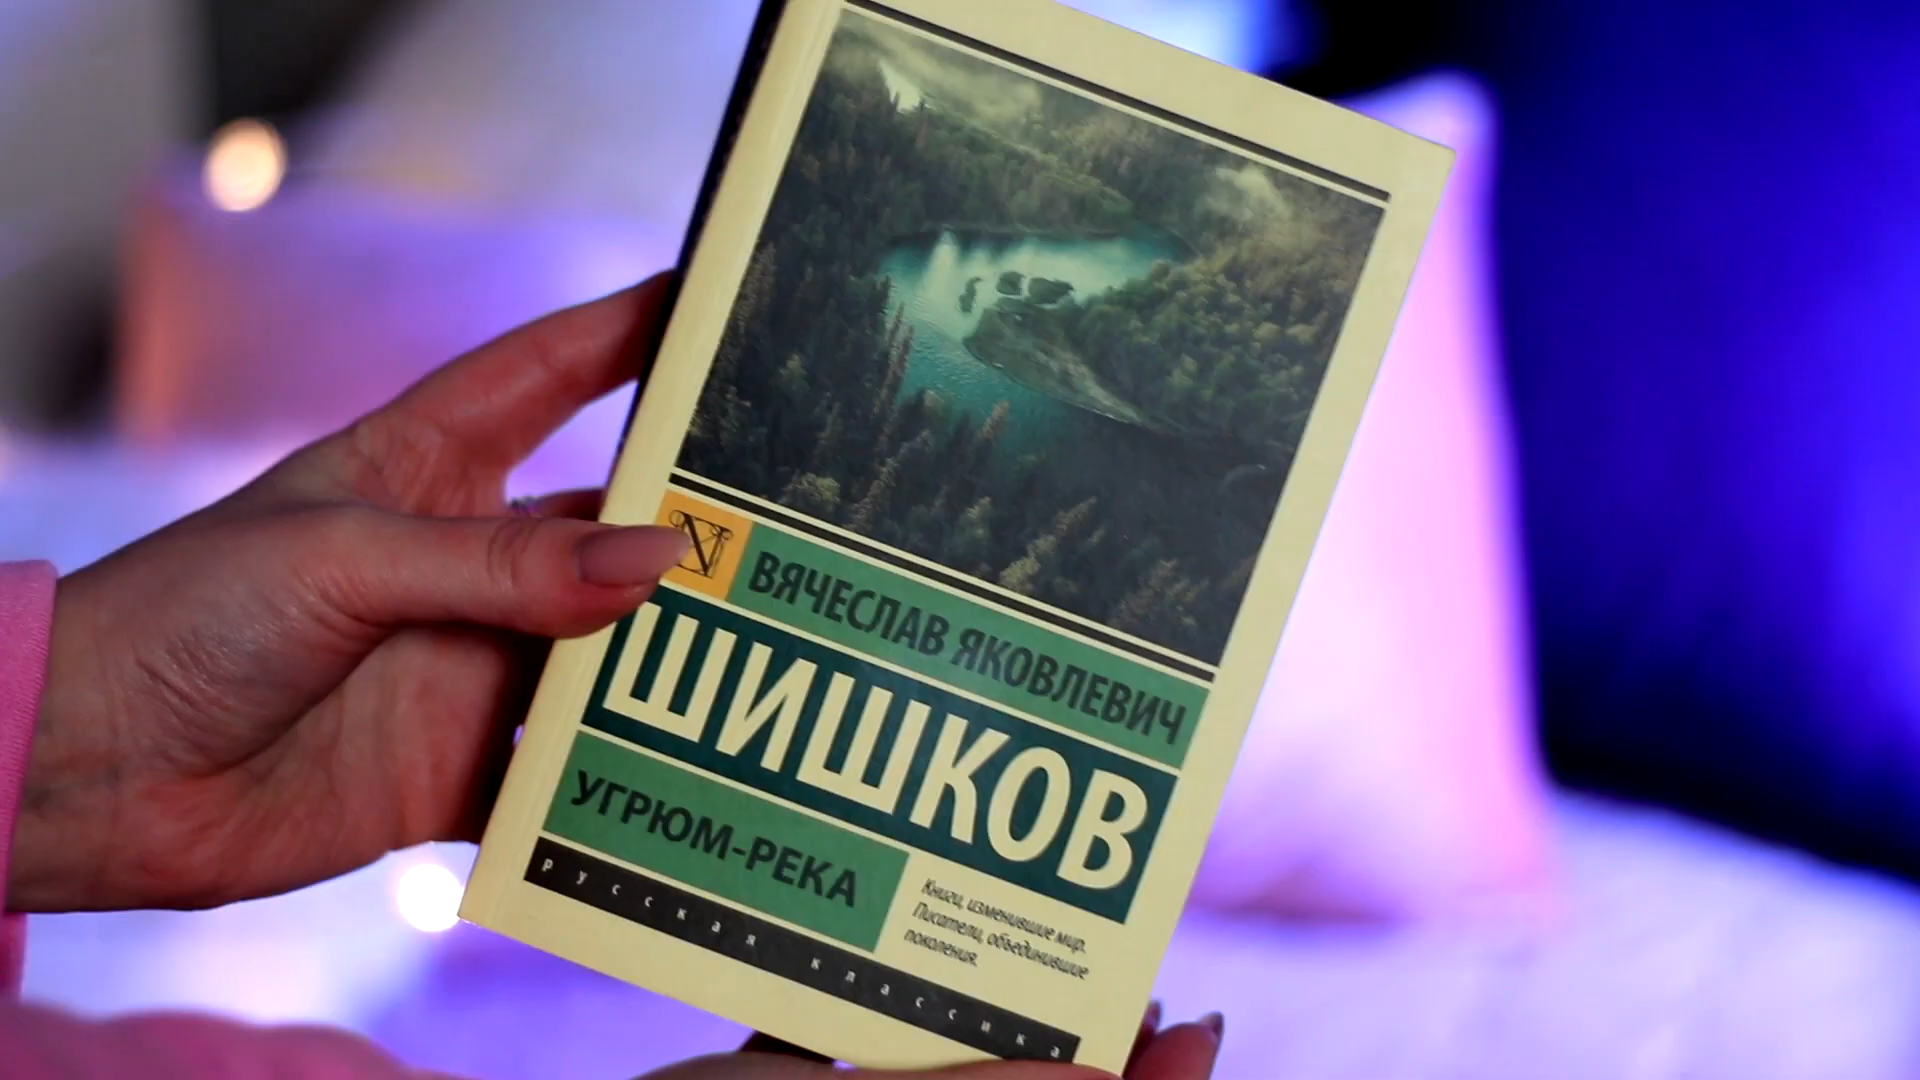 ВЯЧЕСЛАВ ЯКОВЛЕВИЧ
ШИШКОВ
УГРЮМ-РЕКА
Книги, изменившие мир.
Писатели, объединившие
поколения.
русская классика